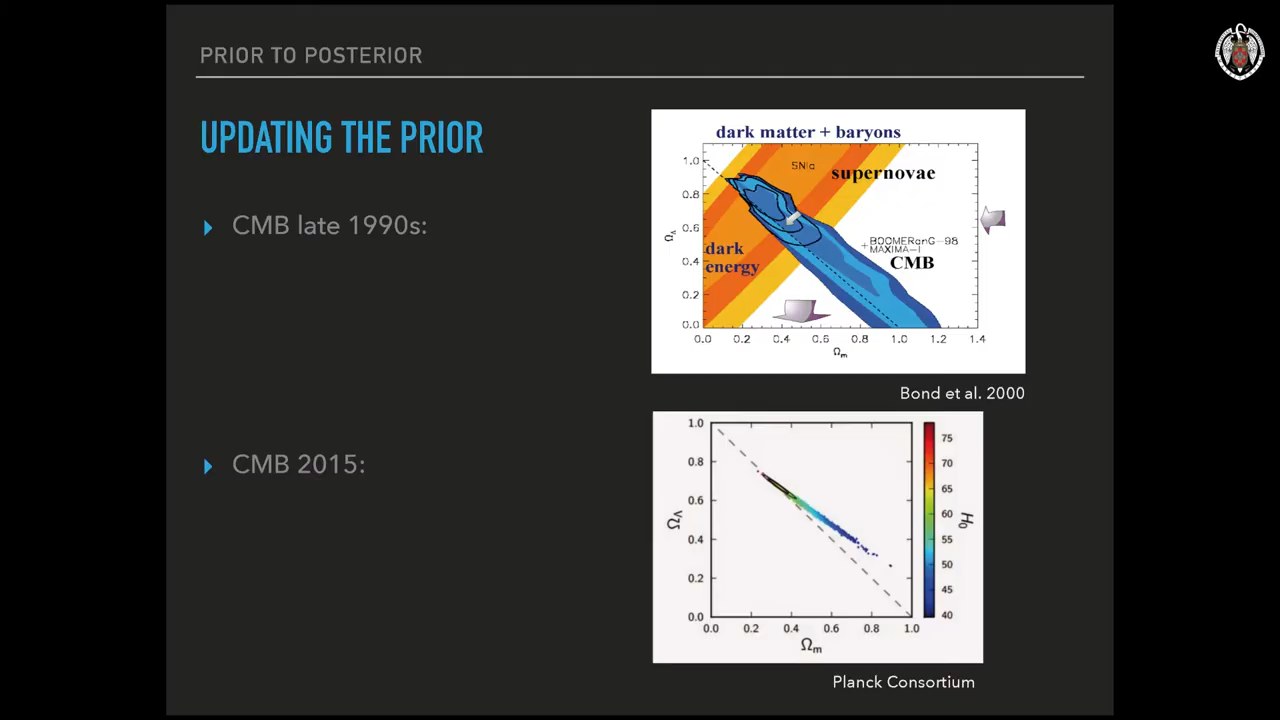 PRIOR TO POSTERIOR
UPDATING THE PRIOR
CMB late 1990s:
dark matter + baryons
SNIa
supernovae
BOOMERanG-98
MAXIMA-I
CMB
dark
energy
ΩΛ
1.0
0.8
0.6
0.4
0.2
0.0
0.0 0.2 0.4 0.6 0.8 1.0 1.2 1.4
Ωm
Bond et al. 2000
CMB 2015:
ΩΛ
1.0
0.8
0.6
0.4
0.2
0.0
0.0 0.2 0.4 0.6 0.8 1.0
Ωm
75
70
65
60
55
50
45
40
H0
Planck Consortium